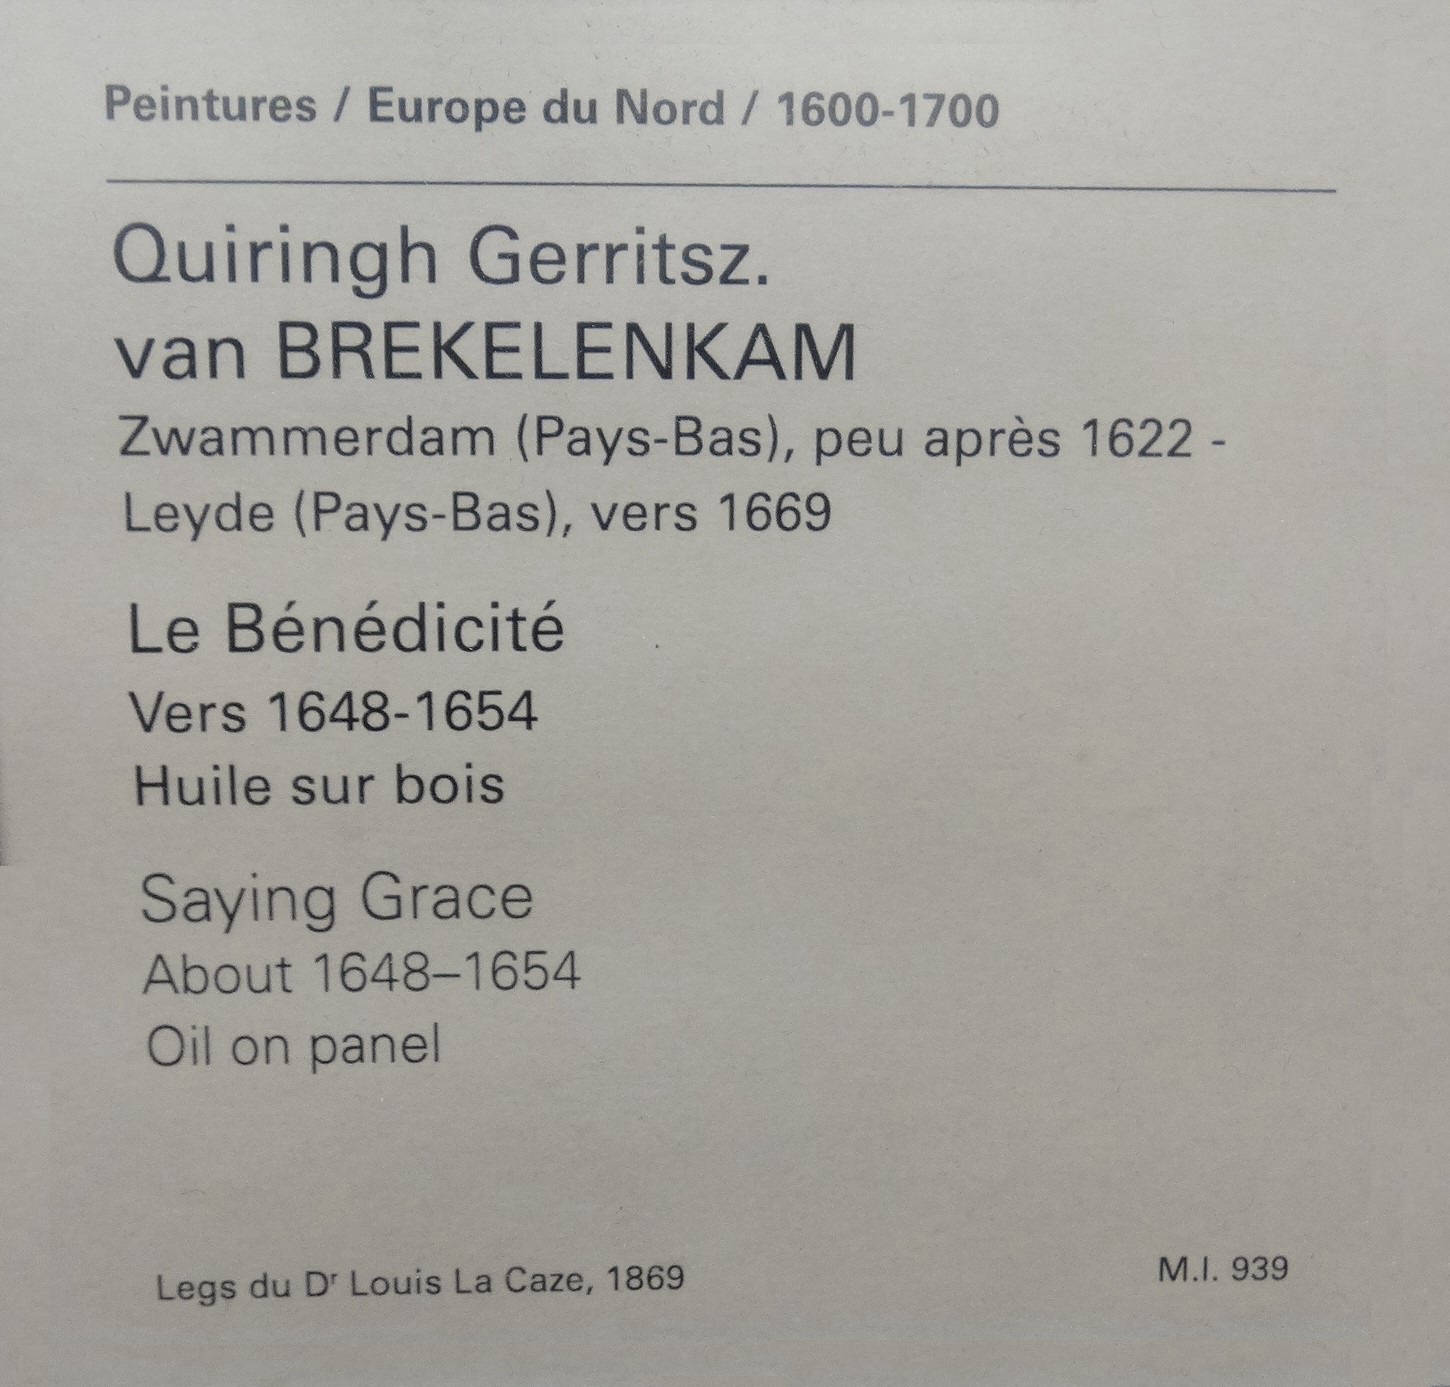 Peintures / Europe du Nord / 1600-1700
Quiringh Gerritsz.
van BREKELENKAM
Zwammerdam (Pays-Bas), peu après 1622 -
Leyde (Pays-Bas), vers 1669
Le Bénédicité
Vers 1648-1654
Huile sur bois
Saying Grace
About 1648–1654
Oil on panel
Legs du Dʳ Louis La Caze, 1869
M.I. 939